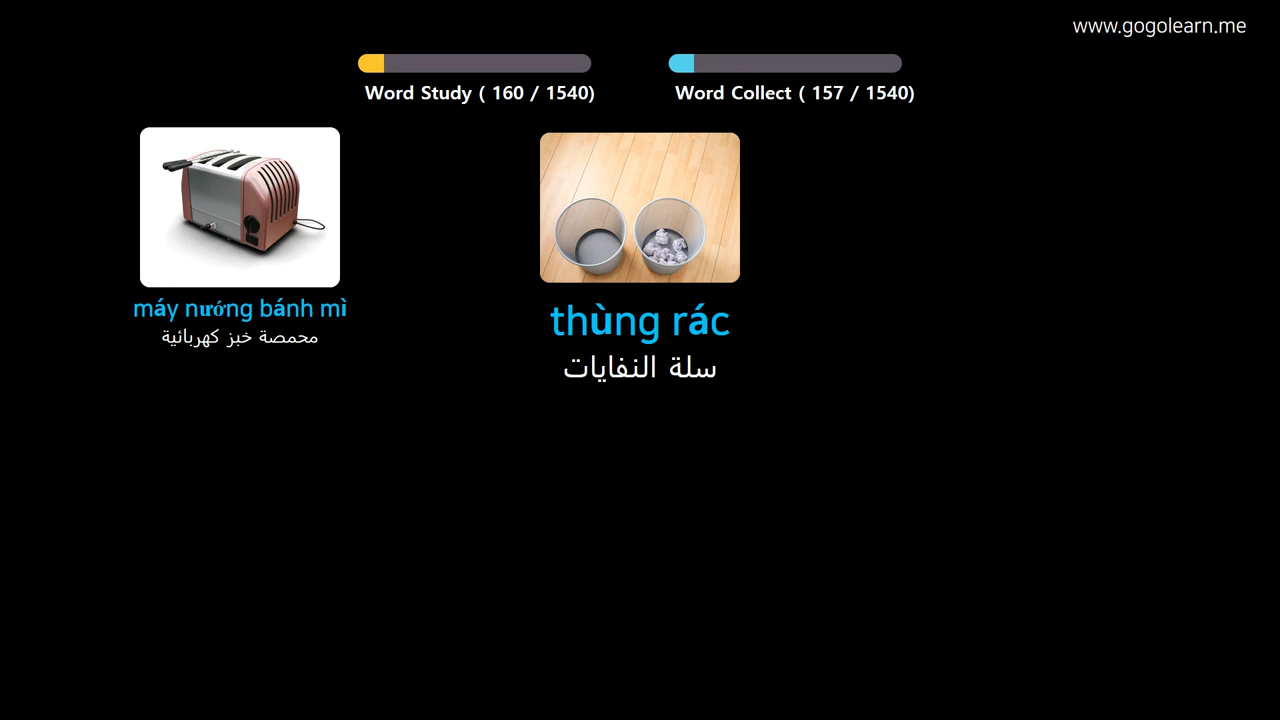 www.gogolearn.me
Word Study ( 160 / 1540)
Word Collect ( 157 / 1540)
máy nướng bánh mì
محمصة خبز كهربائية
thùng rác
سلة النفايات